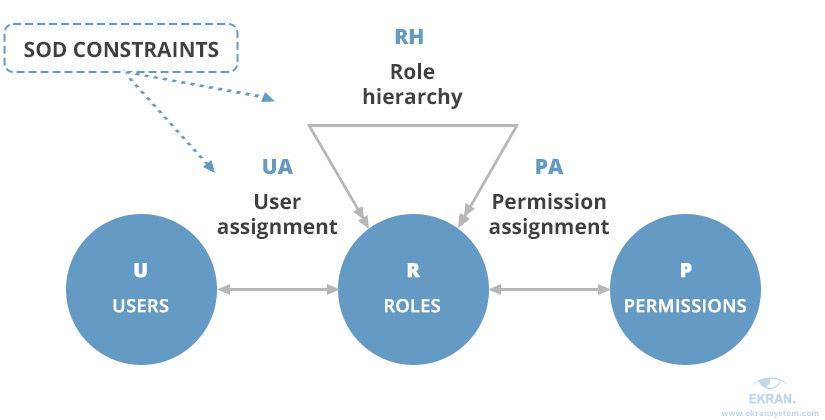 SOD CONSTRAINTS
RH
Role
hierarchy
UA
User
assignment
PA
Permission
assignment
U
USERS
R
ROLES
P
PERMISSIONS
EKRAN.
www.ekransystem.com